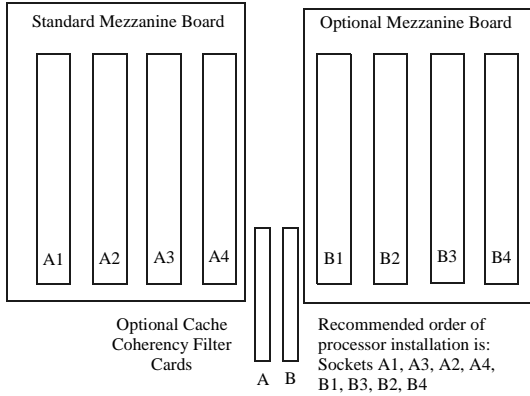 Standard Mezzanine Board
Optional Mezzanine Board
A1
A2
A3
A4
B1
B2
B3
B4
Optional Cache
Coherency Filter
Cards
A
B
Recommended order of
processor installation is:
Sockets A1, A3, A2, A4,
B1, B3, B2, B4